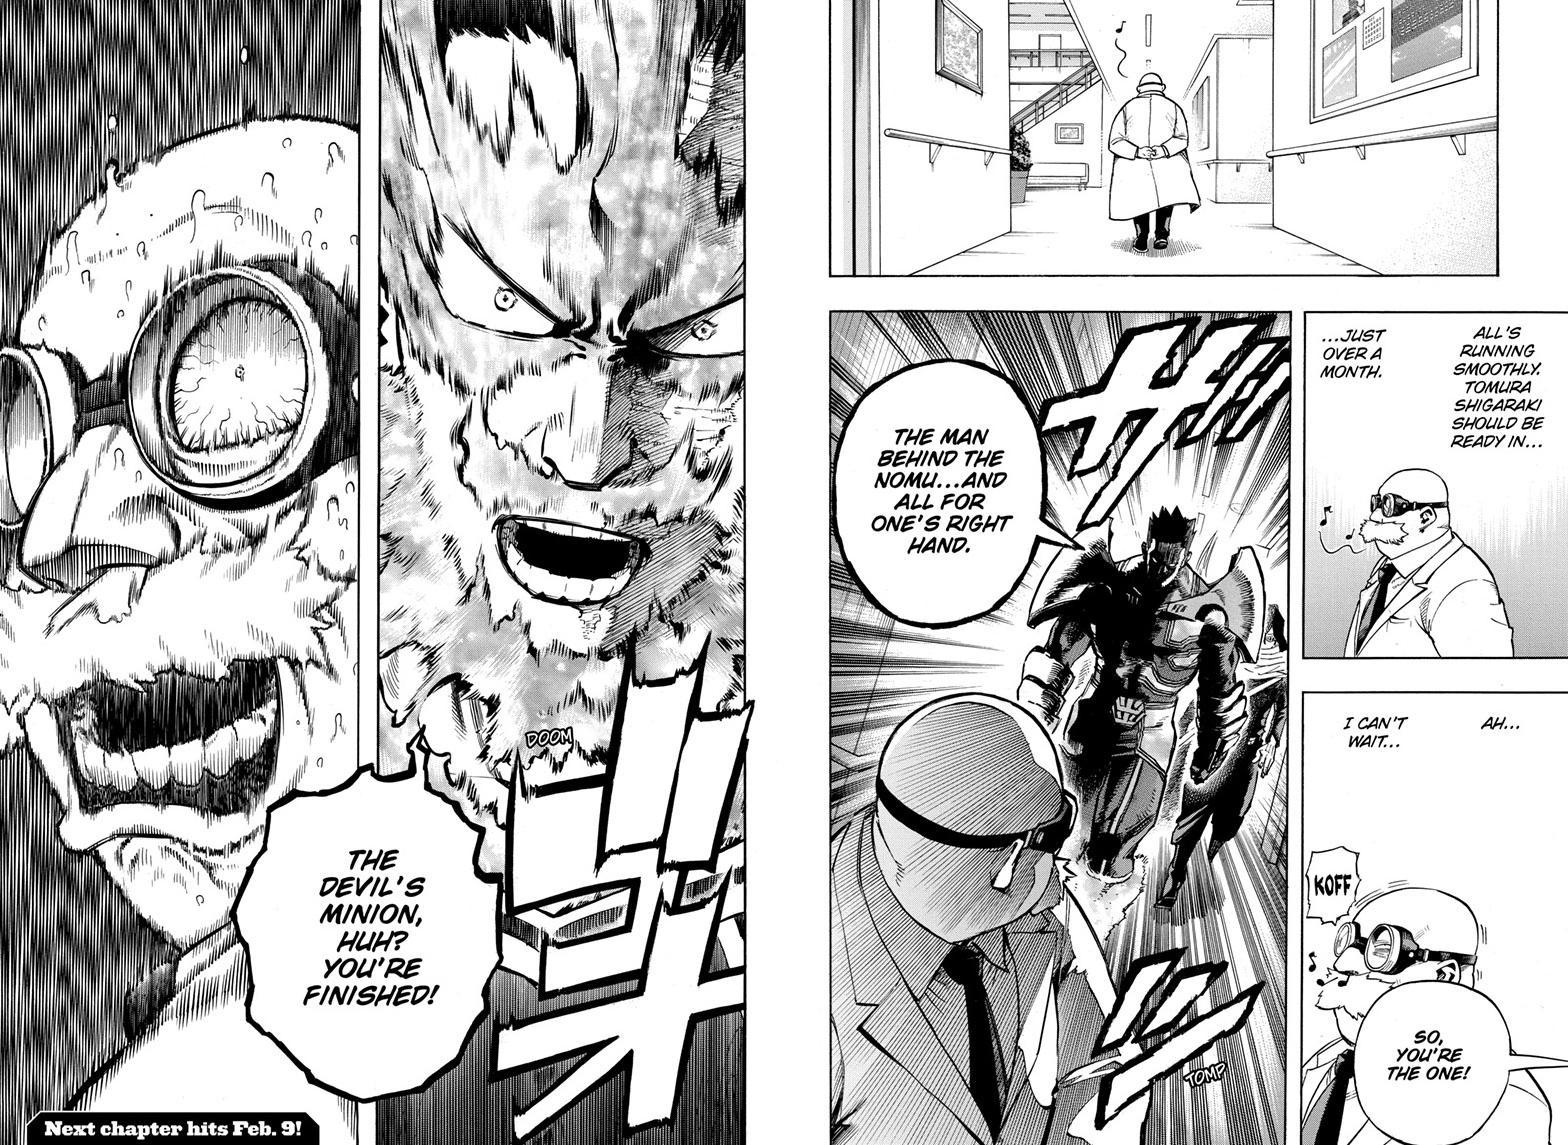 ALL'S
RUNNING
SMOOTHLY.
TOMURA
SHIGARAKI
SHOULD BE
READY IN...
...JUST
OVER A
MONTH.
AH...
I CAN'T
WAIT...
KOFF
SO,
YOU'RE
THE ONE!
ザッ
THE MAN
BEHIND THE
NOMU...AND
ALL FOR
ONE'S RIGHT
HAND.
TOMP
DOOM
THE
DEVIL'S
MINION,
HUH?
YOU'RE
FINISHED!
Next chapter hits Feb. 9!